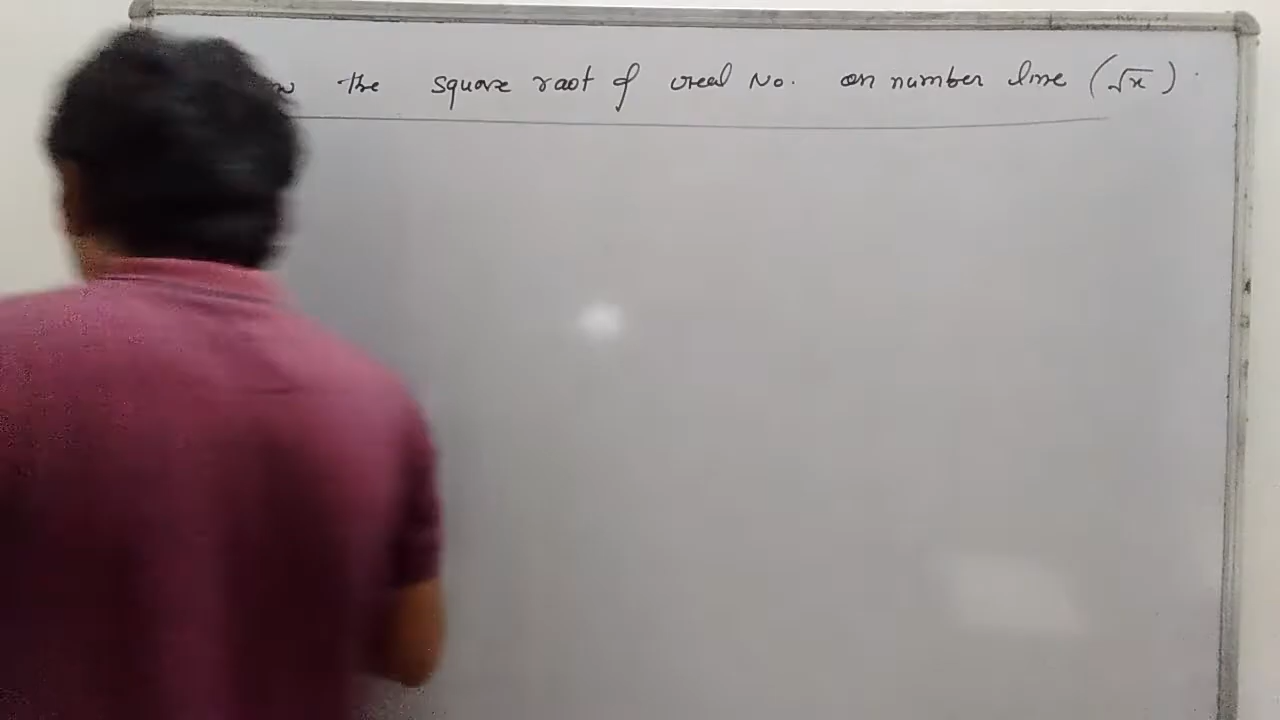 the square root of real No. on number line (√x).